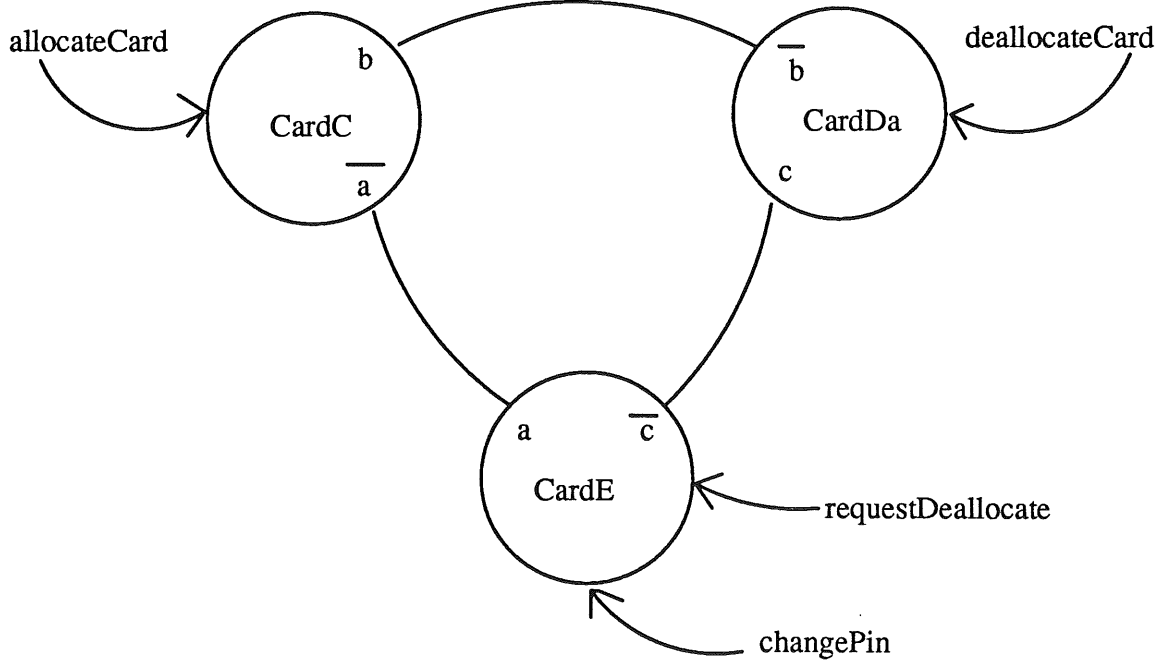 allocateCard
deallocateCard
b
b̅
CardC
CardDa
a̅
c
a
c̅
CardE
requestDeallocate
changePin